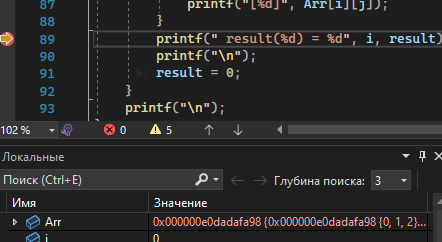 87 printf("[%d]", Arr[i][j]);
88 }
89 printf(" result(%d) = %d", i, result)
90 printf("\n");
91 result = 0;
92 }
93 printf("\n");
102 % 0 5
Локальные
Поиск (Ctrl+E) Глубина поиска: 3
Имя Значение
Arr 0x000000e0dadafa98 {0x000000e0dadafa98 {0, 1, 2}...
i 0